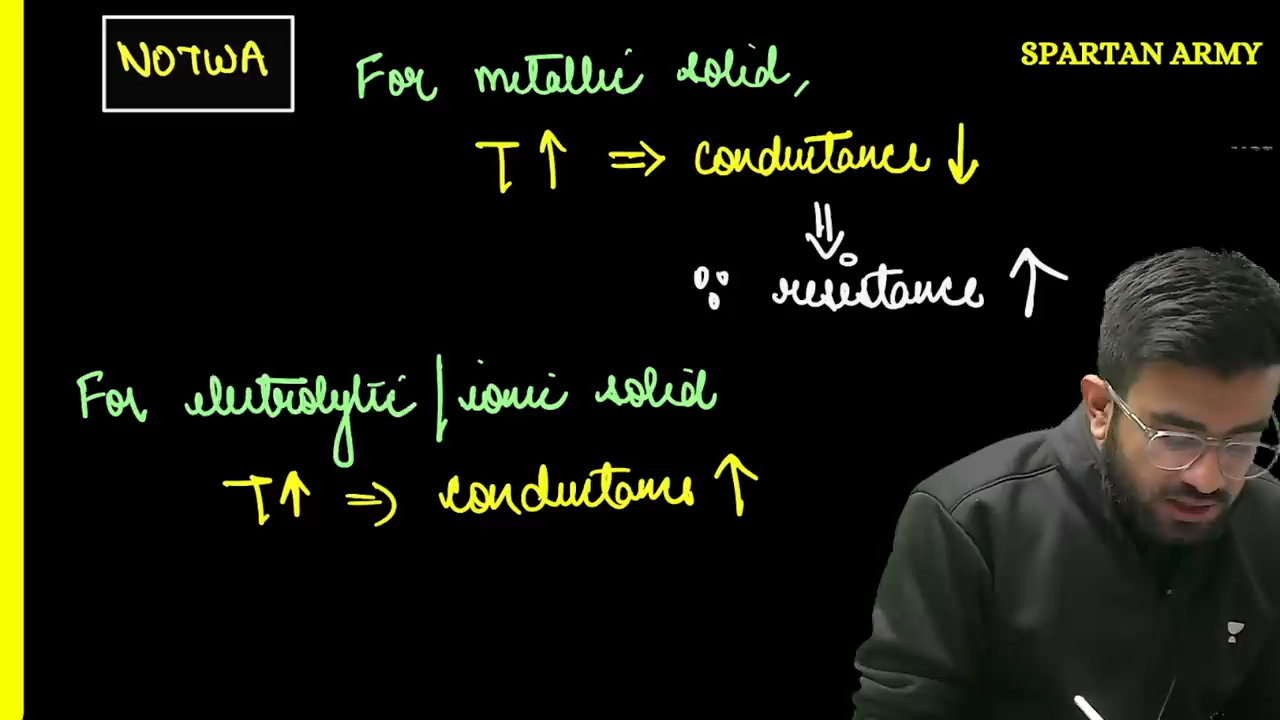 NOTWA
SPARTAN ARMY
For metallic solid,
T ↑ ⇒ conductance ↓
⇓
∵ resistance ↑
For electrolytic | ionic solid
T ↑ ⇒ conductance ↑